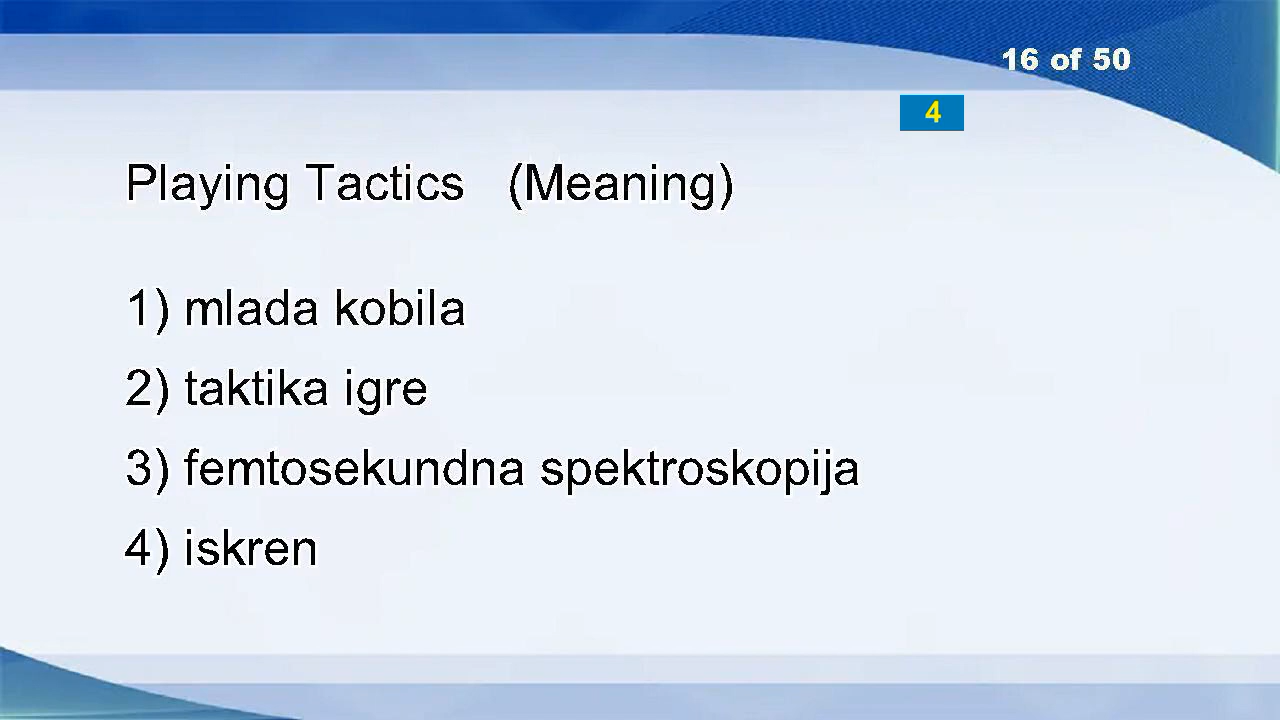 16 of 50
4
Playing Tactics (Meaning)
1) mlada kobila
2) taktika igre
3) femtosekundna spektroskopija
4) iskren